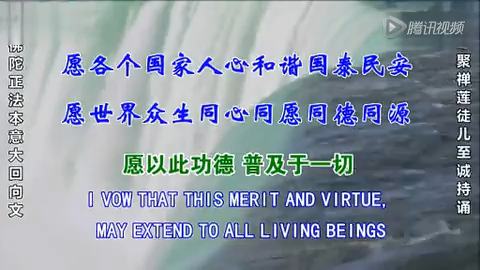 腾讯视频
愿各个国家人心和谐国泰民安
愿世界众生同心同愿同德同源
愿以此功德 普及于一切
I VOW THAT THIS MERIT AND VIRTUE,
MAY EXTEND TO ALL LIVING BEINGS
佛陀正法本意大回向文
聚禅莲徒儿至诚持诵